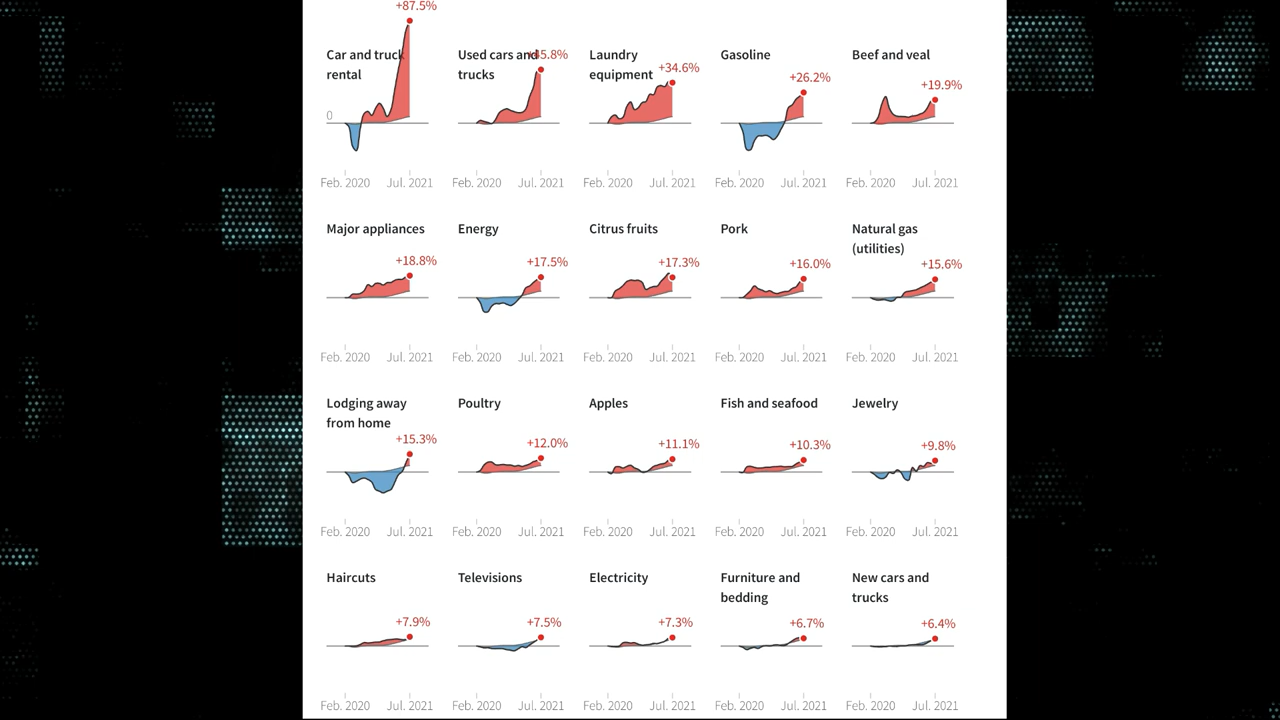 +87.5%
Car and truck
rental
0
Feb. 2020 Jul. 2021
Used cars and
trucks
+45.8%
Feb. 2020 Jul. 2021
Laundry
equipment
+34.6%
Feb. 2020 Jul. 2021
Gasoline
+26.2%
Feb. 2020 Jul. 2021
Beef and veal
+19.9%
Feb. 2020 Jul. 2021
Major appliances
+18.8%
Feb. 2020 Jul. 2021
Energy
+17.5%
Feb. 2020 Jul. 2021
Citrus fruits
+17.3%
Feb. 2020 Jul. 2021
Pork
+16.0%
Feb. 2020 Jul. 2021
Natural gas
(utilities)
+15.6%
Feb. 2020 Jul. 2021
Lodging away
from home
+15.3%
Feb. 2020 Jul. 2021
Poultry
+12.0%
Feb. 2020 Jul. 2021
Apples
+11.1%
Feb. 2020 Jul. 2021
Fish and seafood
+10.3%
Feb. 2020 Jul. 2021
Jewelry
+9.8%
Feb. 2020 Jul. 2021
Haircuts
+7.9%
Feb. 2020 Jul. 2021
Televisions
+7.5%
Feb. 2020 Jul. 2021
Electricity
+7.3%
Feb. 2020 Jul. 2021
Furniture and
bedding
+6.7%
Feb. 2020 Jul. 2021
New cars and
trucks
+6.4%
Feb. 2020 Jul. 2021